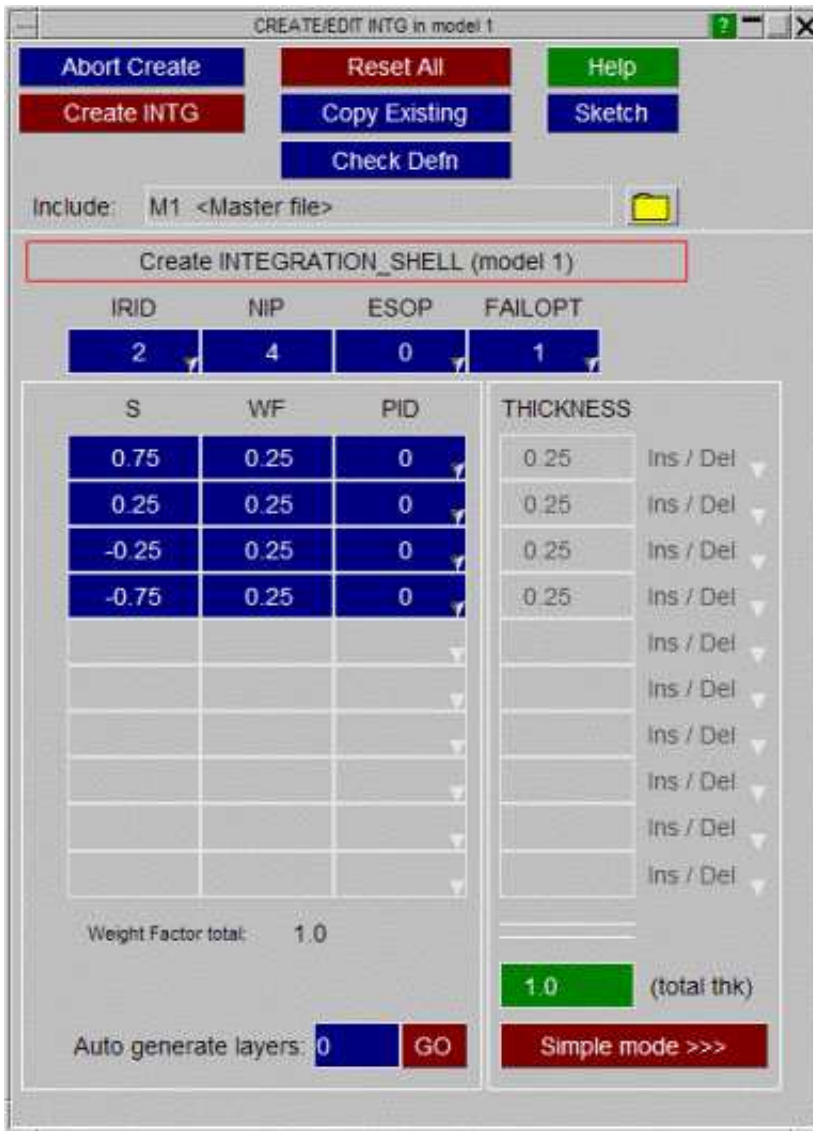 CREATE/EDIT INTG in model 1 ?
Abort Create Reset All Help
Create INTG Copy Existing Sketch
Check Defn
Include: M1 <Master file>
Create INTEGRATION_SHELL (model 1)
IRID NIP ESOP FAILOPT
2 4 0 1
S WF PID THICKNESS
0.75 0.25 0 0.25 Ins / Del
0.25 0.25 0 0.25 Ins / Del
-0.25 0.25 0 0.25 Ins / Del
-0.75 0.25 0 0.25 Ins / Del
Ins / Del
Ins / Del
Ins / Del
Ins / Del
Ins / Del
Ins / Del
Weight Factor total: 1.0
1.0 (total thk)
Auto generate layers: 0 GO Simple mode >>>